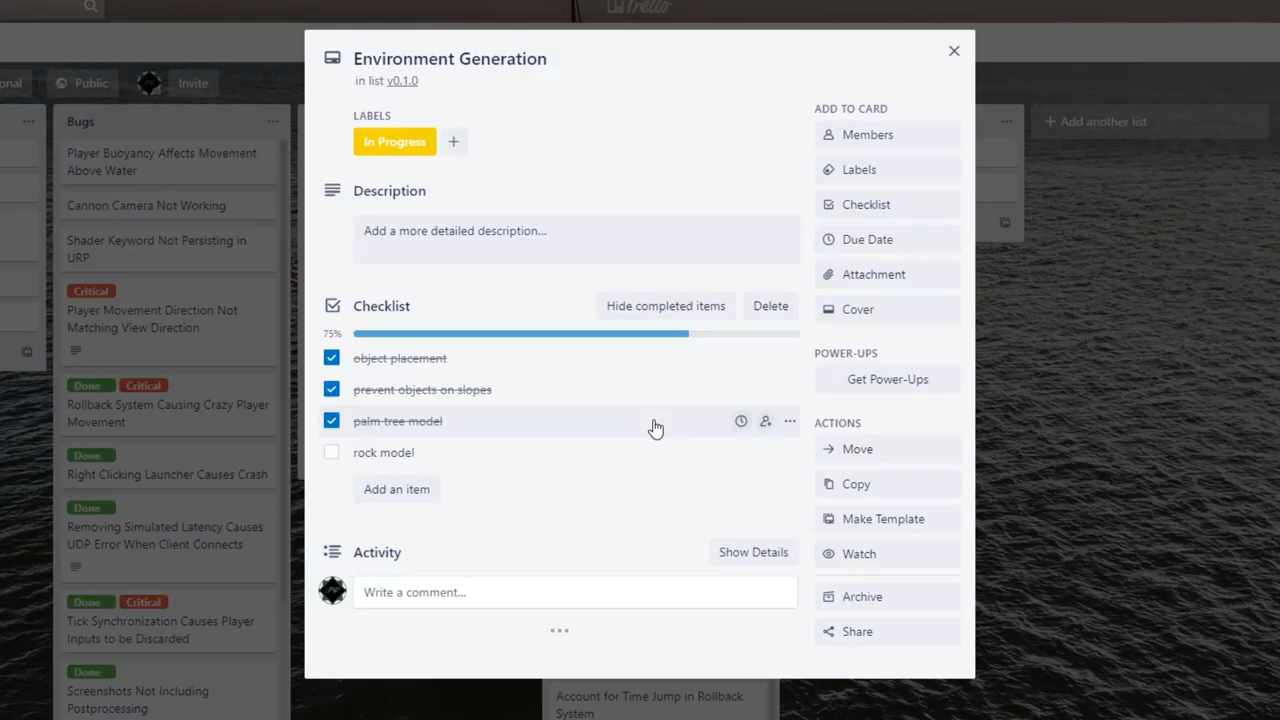 Trello
onal
Public
Invite
Bugs
Player Buoyancy Affects Movement
Above Water
Cannon Camera Not Working
Shader Keyword Not Persisting in
URP
Critical
Player Movement Direction Not
Matching View Direction
Done Critical
Rollback System Causing Crazy Player
Movement
Done
Right Clicking Launcher Causes Crash
Done
Removing Simulated Latency Causes
UDP Error When Client Connects
Done Critical
Tick Synchronization Causes Player
Inputs to be Discarded
Done
Screenshots Not Including
Postprocessing
Environment Generation
in list v0.1.0
LABELS
In Progress
Description
Add a more detailed description...
Checklist
Hide completed items
Delete
75%
object placement
prevent objects on slopes
palm tree model
rock model
Add an item
Activity
Show Details
Write a comment...
ADD TO CARD
Members
Labels
Checklist
Due Date
Attachment
Cover
POWER-UPS
Get Power-Ups
ACTIONS
Move
Copy
Make Template
Watch
Archive
Share
Account for Time Jump in Rollback
System
+ Add another list